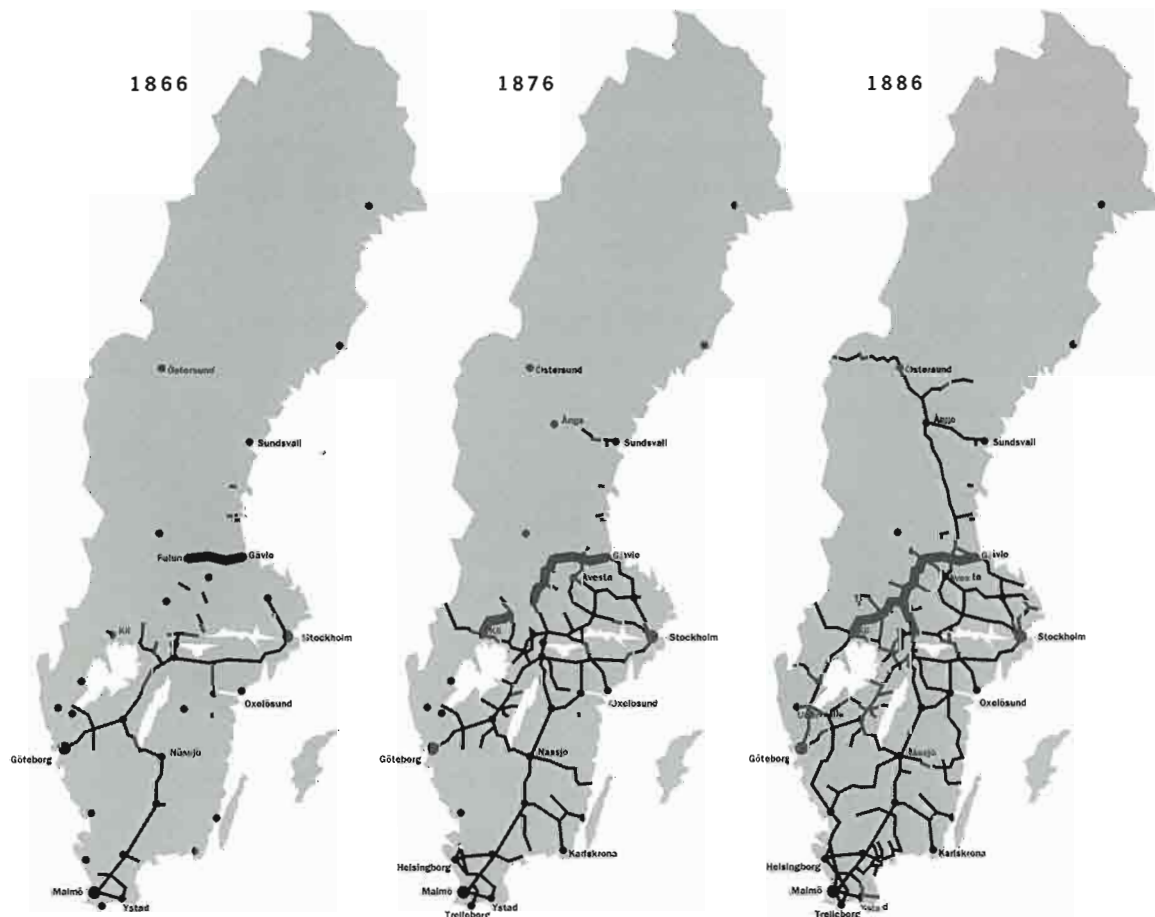 1866
Östersund
Sundsvall
Falun
Gävle
Kil
Stockholm
Oxelösund
Göteborg
Nässjö
Malmö
Ystad
1876
Östersund
Ånge
Sundsvall
Gävle
Avesta
Kil
Stockholm
Oxelösund
Göteborg
Nässjo
Helsingborg
Karlskrona
Malmö
Ystad
Trelleborg
1886
Östersund
Ånge
Sundsvall
Gävle
Stockholm
Oxelösund
Göteborg
Helsingborg
Karlskrona
Malmö
Trelleborg